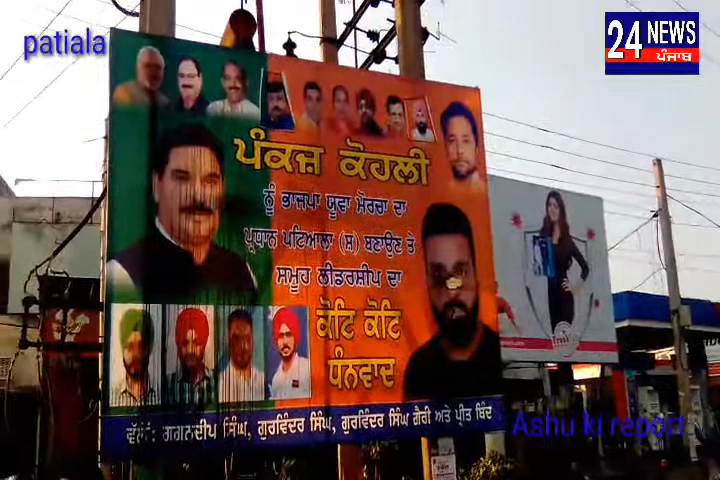 patiala
24 NEWS
ਪੰਜਾਬ
ਪੰਕਜ਼ ਕੋਹਲੀ
ਨੂੰ ਭਾਜਪਾ ਯੂਵਾ ਮੋਰਚਾ ਦਾ
ਪ੍ਰਧਾਨ ਪਟਿਆਲਾ (ਸ਼) ਬਣਾਉਣ ਤੇ
ਸਮੂਹ ਲੀਡਰਸ਼ੀਪ ਦਾ
ਕੋਟਿ ਕੋਟਿ
ਧੰਨਵਾਦ
ਵੱਲੋਂ: ਗਗਨਦੀਪ ਸਿੰਘ, ਗੁਰਵਿੰਦਰ ਸਿੰਘ, ਗੁਰਵਿੰਦਰ ਸਿੰਘ ਗੈਰੀ ਅਤੇ ਪ੍ਰੀਤ ਬਿੰਦ
Ashu ki report